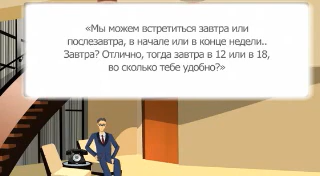 «Мы можем встретиться завтра или
послезавтра, в начале или в конце недели..
Завтра? Отлично, тогда завтра в 12 или в 18,
во сколько тебе удобно?»